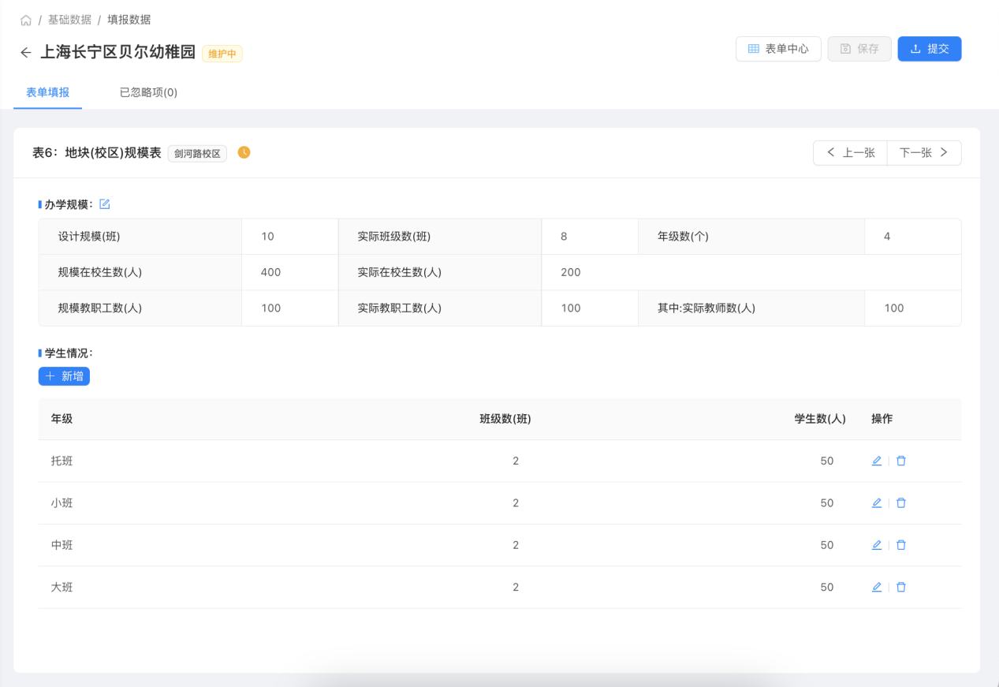 / 基础数据 / 填报数据
上海长宁区贝尔幼稚园 维护中
表单中心 保存 提交
表单填报 已忽略项(0)
表6：地块(校区)规模表 剑河路校区
上一张 下一张
办学规模：
设计规模(班) 10 实际班级数(班) 8 年级数(个) 4
规模在校生数(人) 400 实际在校生数(人) 200
规模教职工数(人) 100 实际教职工数(人) 100 其中:实际教师数(人) 100
学生情况：
新增
年级 班级数(班) 学生数(人) 操作
托班 2 50
小班 2 50
中班 2 50
大班 2 50